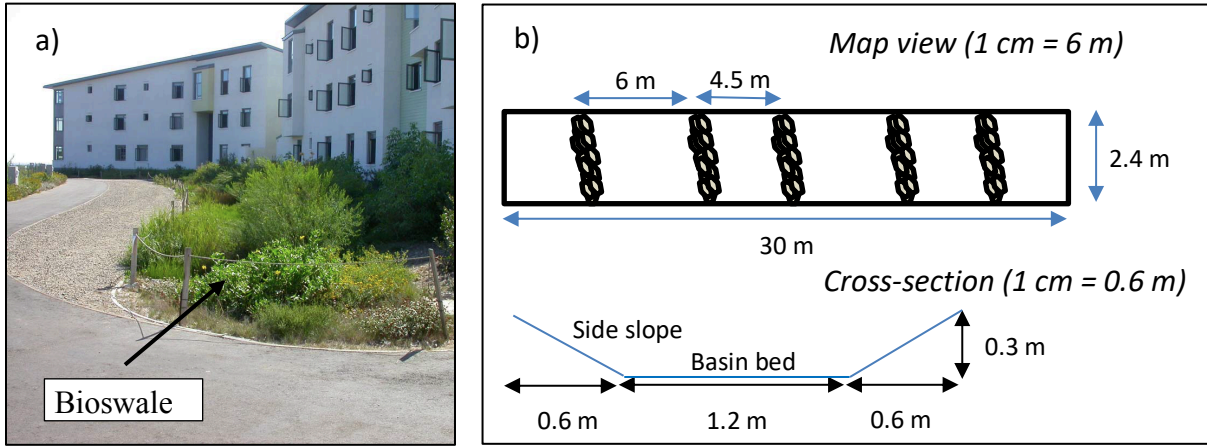 a)
Bioswale
b)
Map view (1 cm = 6 m)
6 m
4.5 m
2.4 m
30 m
Cross-section (1 cm = 0.6 m)
Side slope
Basin bed
0.3 m
0.6 m
1.2 m
0.6 m